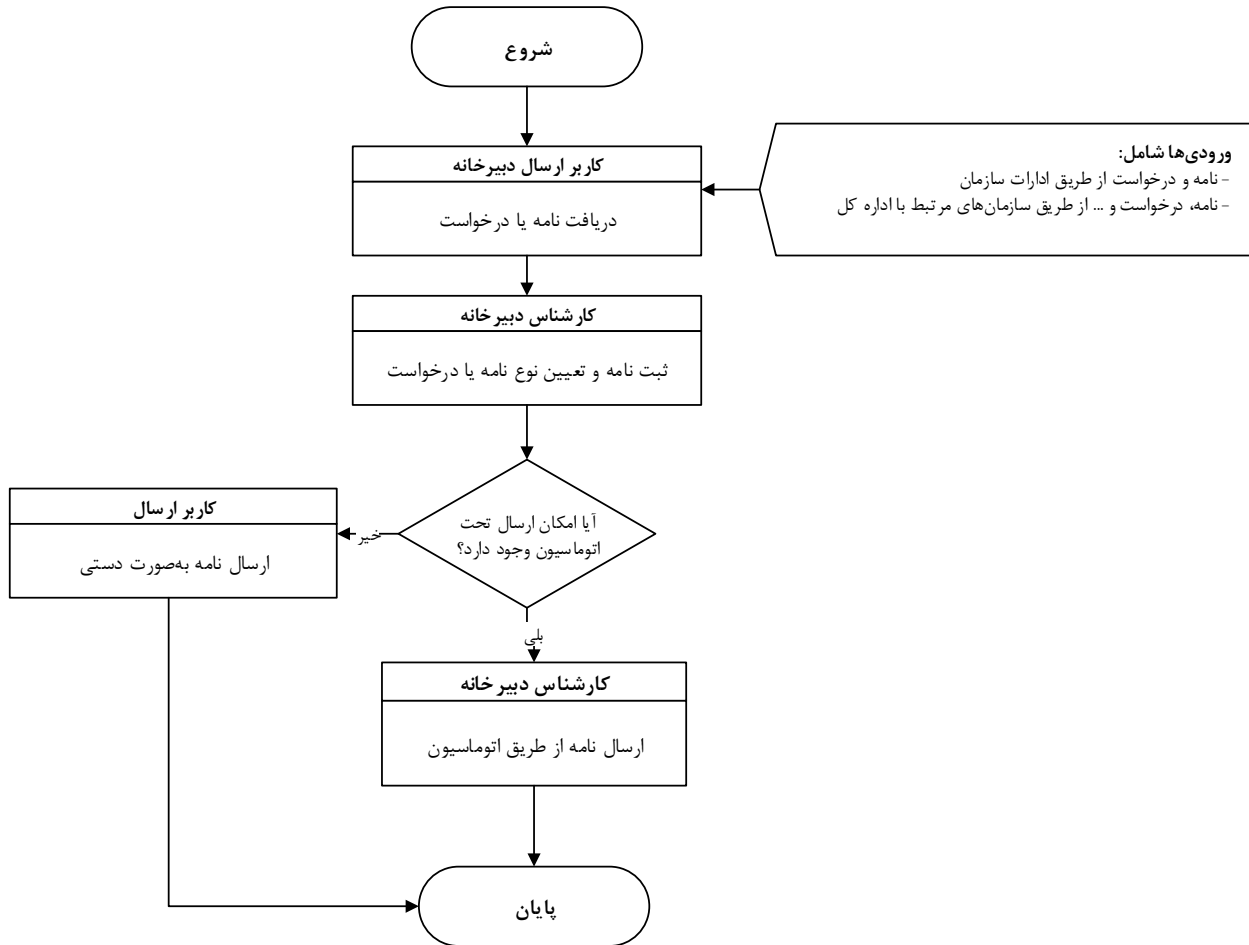 شروع
ورودی‌ها شامل:
- نامه و درخواست از طریق ادارات سازمان
- نامه، درخواست و ... از طریق سازمان‌های مرتبط با اداره کل
کاربر ارسال دبیرخانه
دریافت نامه یا درخواست
کارشناس دبیرخانه
ثبت نامه و تعیین نوع نامه یا درخواست
آیا امکان ارسال تحت
اتوماسیون وجود دارد؟
خیر
کاربر ارسال
ارسال نامه به‌صورت دستی
بلی
کارشناس دبیرخانه
ارسال نامه از طریق اتوماسیون
پایان